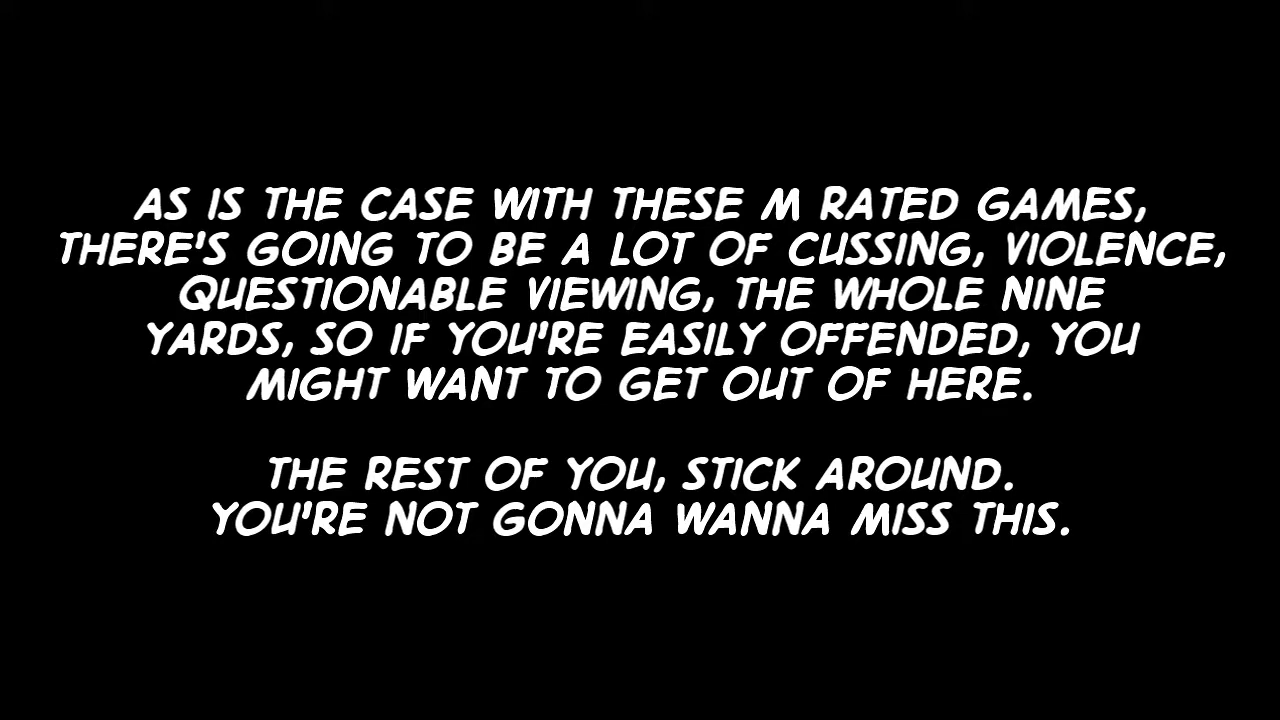 AS IS THE CASE WITH THESE M RATED GAMES,
THERE'S GOING TO BE A LOT OF CUSSING, VIOLENCE,
QUESTIONABLE VIEWING, THE WHOLE NINE
YARDS, SO IF YOU'RE EASILY OFFENDED, YOU
MIGHT WANT TO GET OUT OF HERE.
THE REST OF YOU, STICK AROUND.
YOU'RE NOT GONNA WANNA MISS THIS.